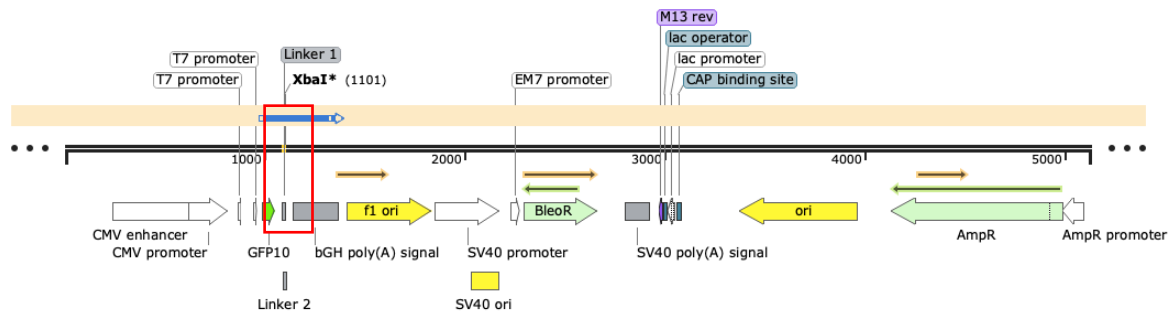 M13 rev
lac operator
T7 promoter
Linker 1
lac promoter
T7 promoter
XbaI* (1101)
EM7 promoter
CAP binding site
1000
2000
3000
4000
5000
f1 ori
BleoR
ori
CMV enhancer
AmpR
AmpR promoter
CMV promoter
GFP10
bGH poly(A) signal
SV40 promoter
SV40 poly(A) signal
Linker 2
SV40 ori